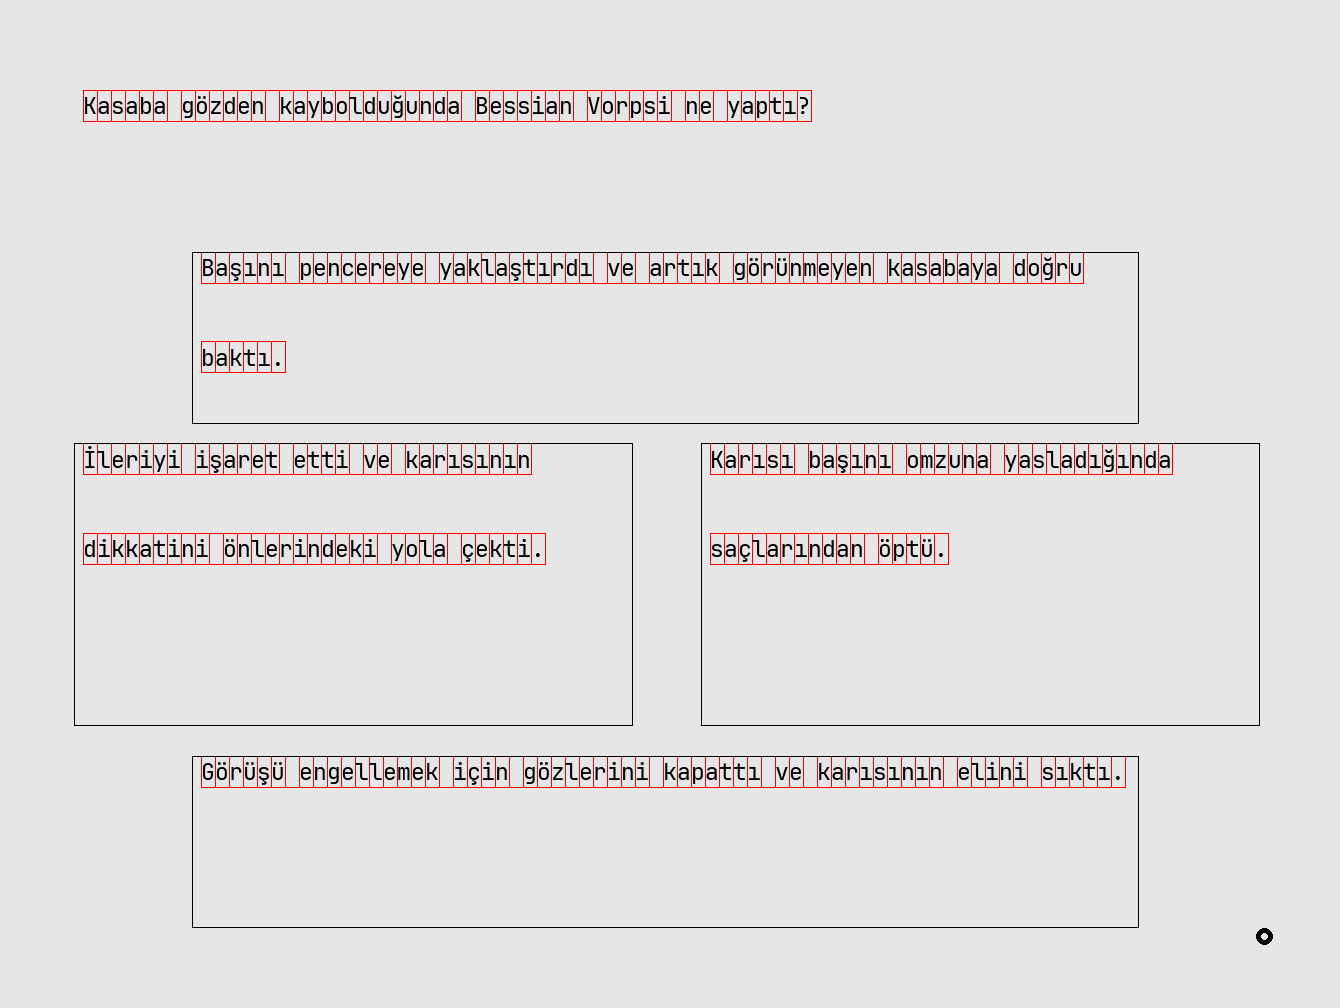 Kasaba gözden kaybolduğunda Bessian Vorpsi ne yaptı?
Başını pencereye yaklaştırdı ve artık görünmeyen kasabaya doğru
baktı.
İleriyi işaret etti ve karısının
dikkatini önlerindeki yola çekti.
Karısı başını omzuna yasladığında
saçlarından öptü.
Görüşü engellemek için gözlerini kapattı ve karısının elini sıktı.